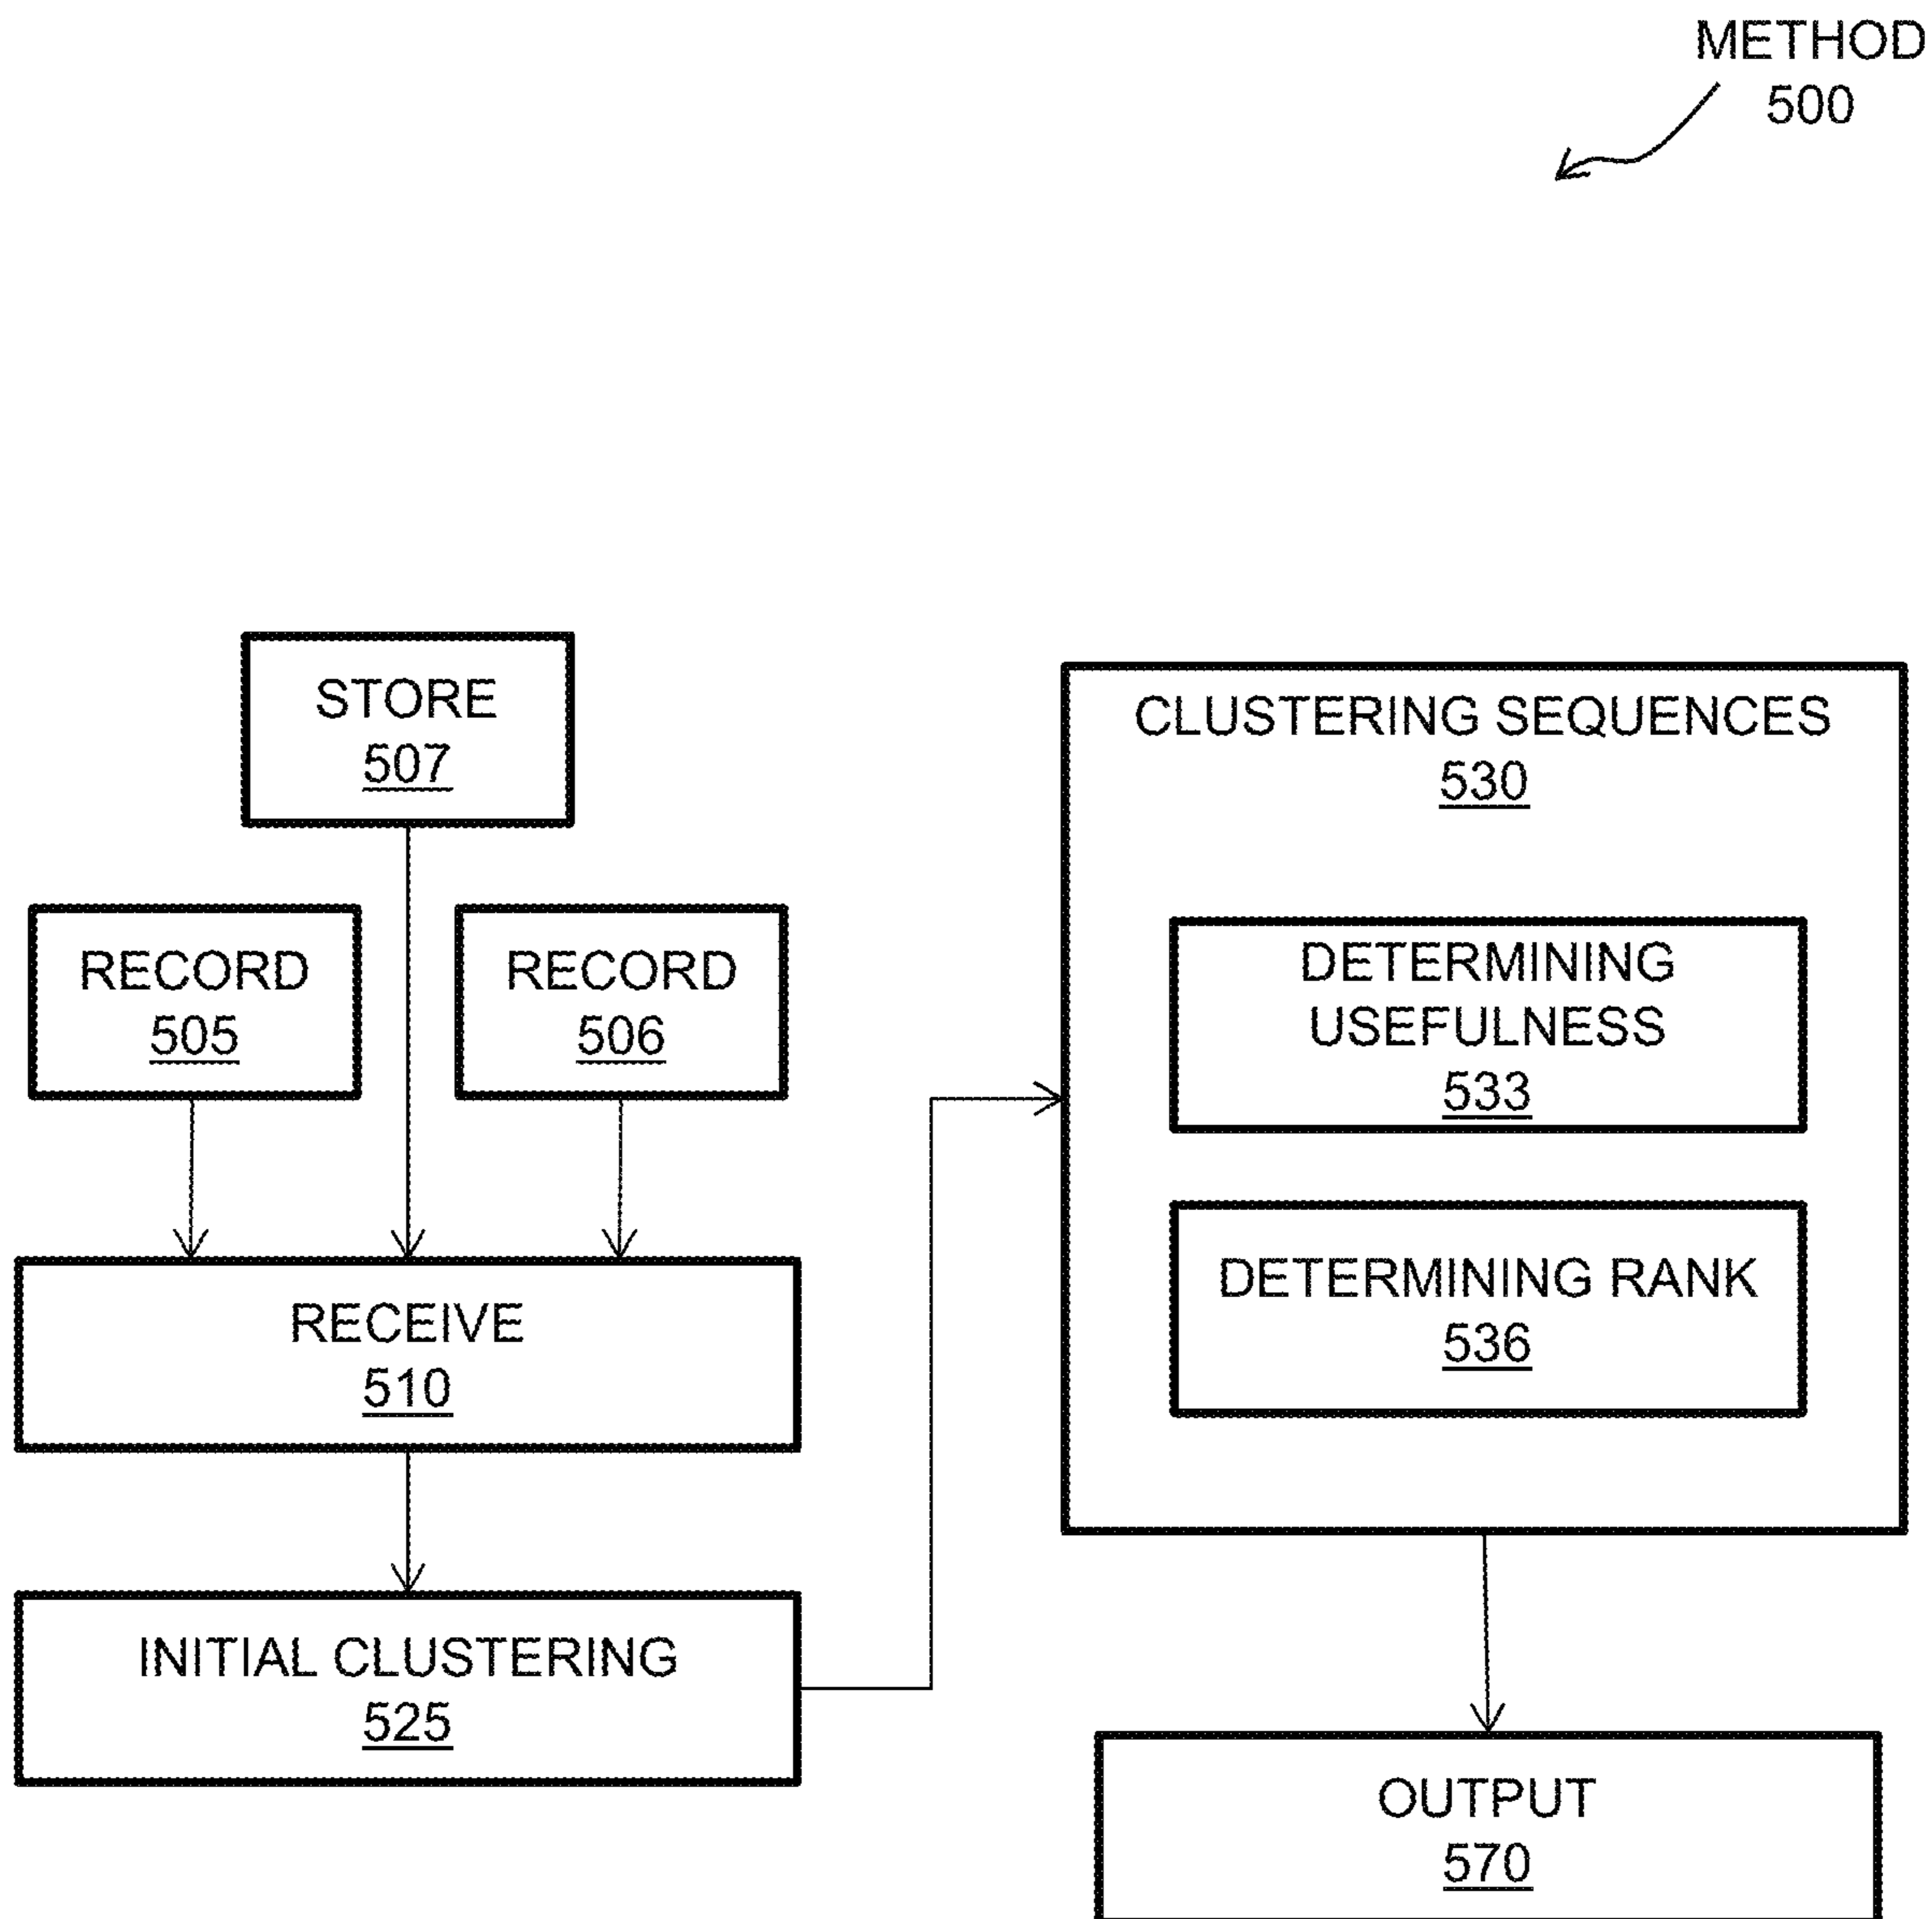 METHOD
500
STORE
507
RECORD
505
RECORD
506
RECEIVE
510
INITIAL CLUSTERING
525
CLUSTERING SEQUENCES
530
DETERMINING
USEFULNESS
533
DETERMINING RANK
536
OUTPUT
570